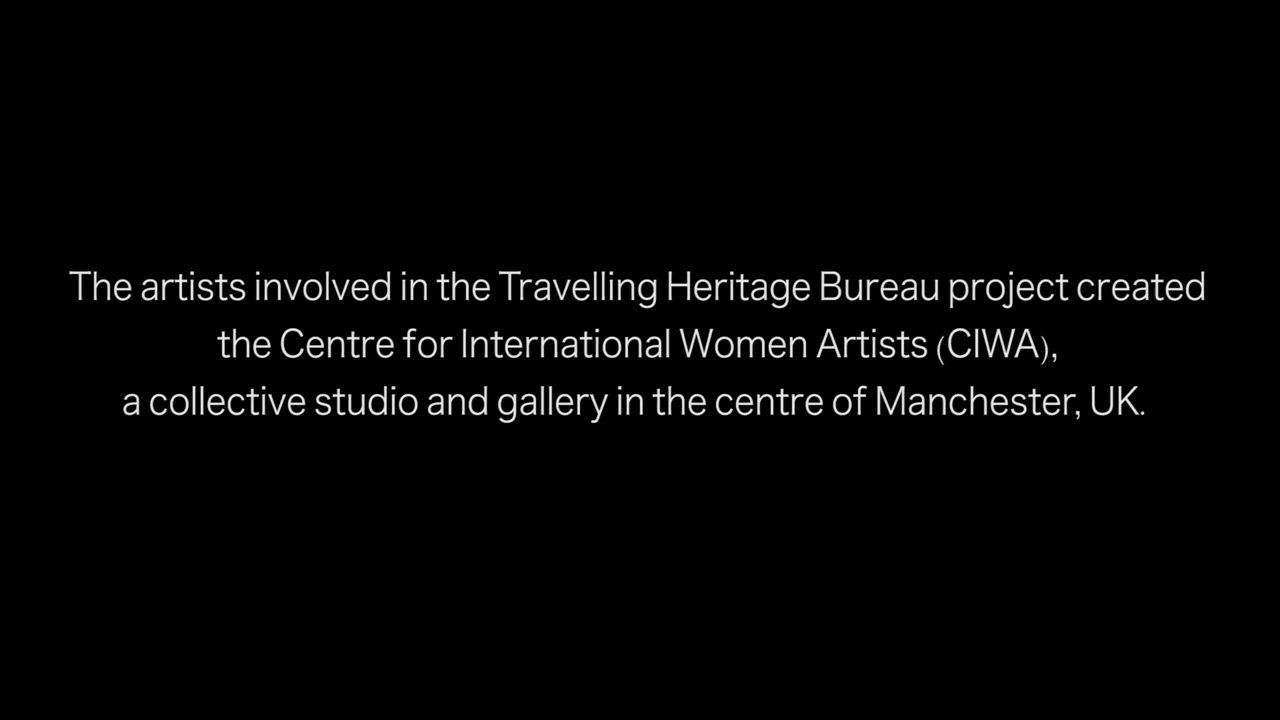 The artists involved in the Travelling Heritage Bureau project created
the Centre for International Women Artists (CIWA),
a collective studio and gallery in the centre of Manchester, UK.